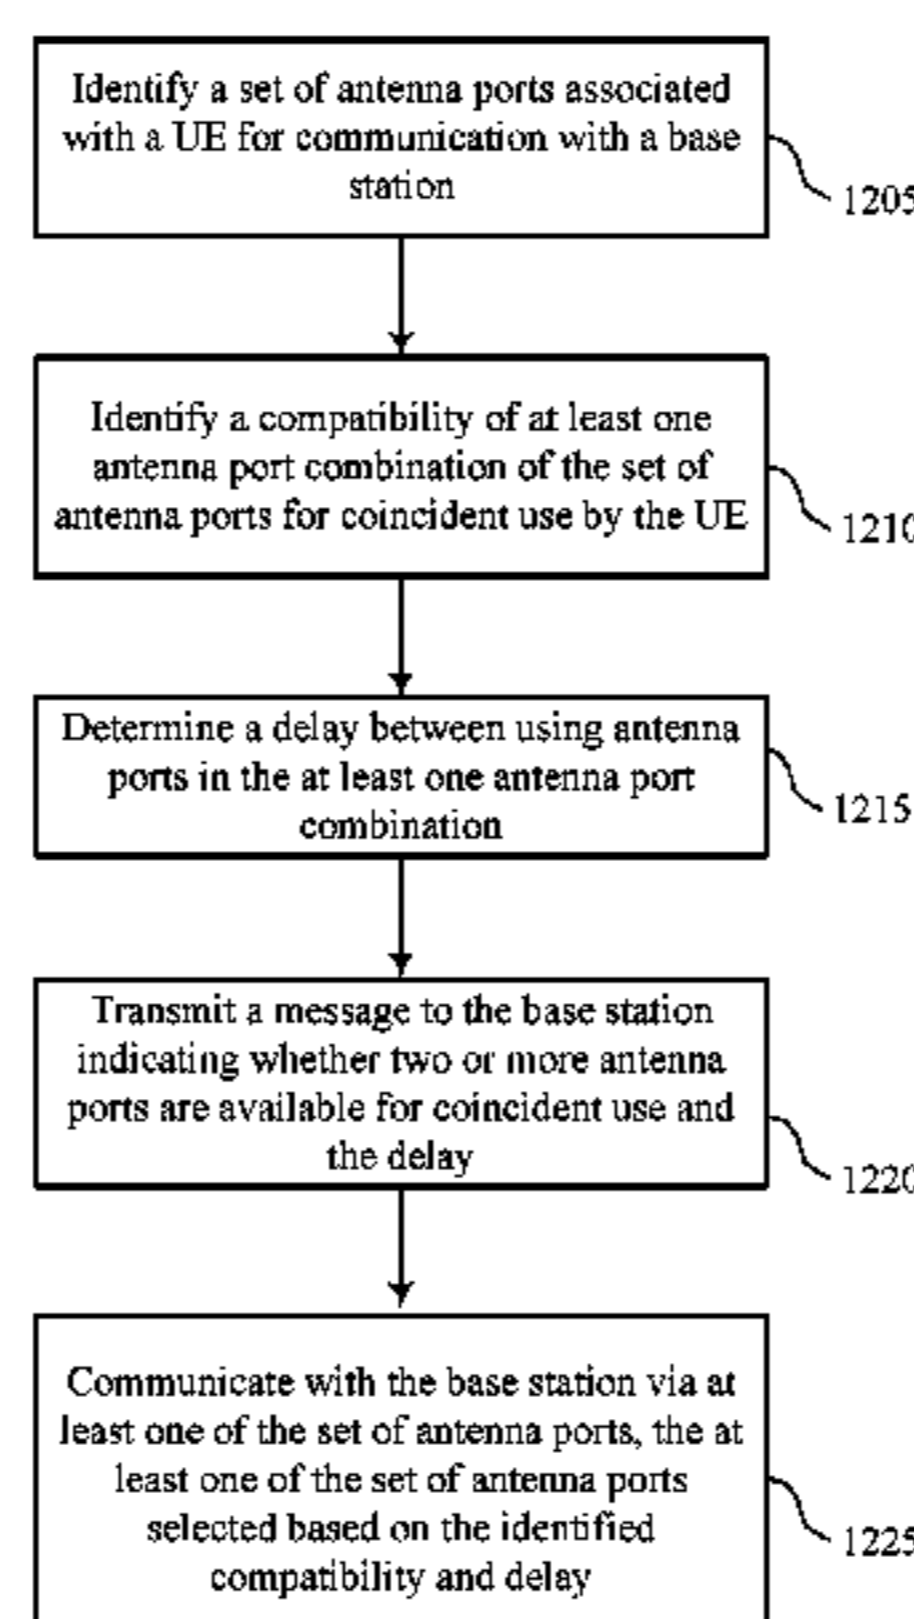 Identify a set of antenna ports associated
with a UE for communication with a base
station
1205
Identify a compatibility of at least one
antenna port combination of the set of
antenna ports for coincident use by the UE
1210
Determine a delay between using antenna
ports in the at least one antenna port
combination
1215
Transmit a message to the base station
indicating whether two or more antenna
ports are available for coincident use and
the delay
1220
Communicate with the base station via at
least one of the set of antenna ports, the at
least one of the set of antenna ports
selected based on the identified
compatibility and delay
1225